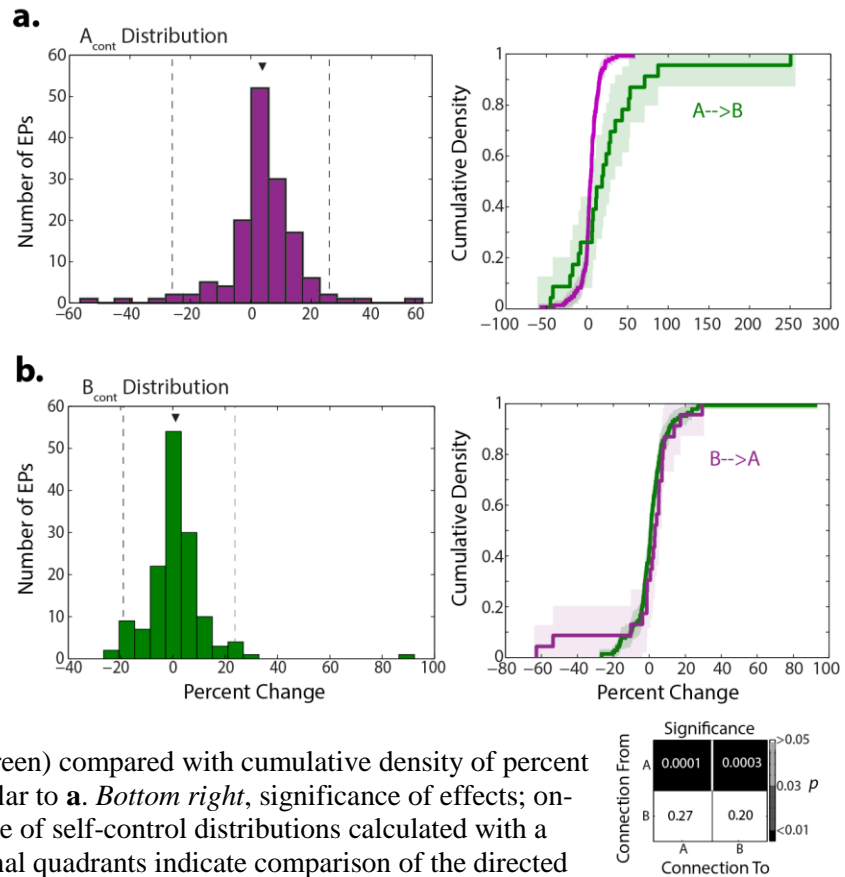 a.
A_cont Distribution
60
50
40
30
20
10
0
Number of EPs
−60 −40 −20 0 20 40 60
1
0.8
0.6
0.4
0.2
0
Cumulative Density
A-->B
−100 −50 0 50 100 150 200 250 300
b.
B_cont Distribution
60
50
40
30
20
10
0
Number of EPs
−40 −20 0 20 40 60 80 100
Percent Change
1
0.8
0.6
0.4
0.2
0
Cumulative Density
B-->A
−80 −60 −40 −20 0 20 40 60 80 100
Percent Change
reen) compared with cumulative density of percent
lar to a. Bottom right, significance of effects; on-
e of self-control distributions calculated with a
nal quadrants indicate comparison of the directed
Significance
Connection From
A 0.0001 0.0003
B 0.27 0.20
A B
Connection To
>0.05
0.03 p
<0.01